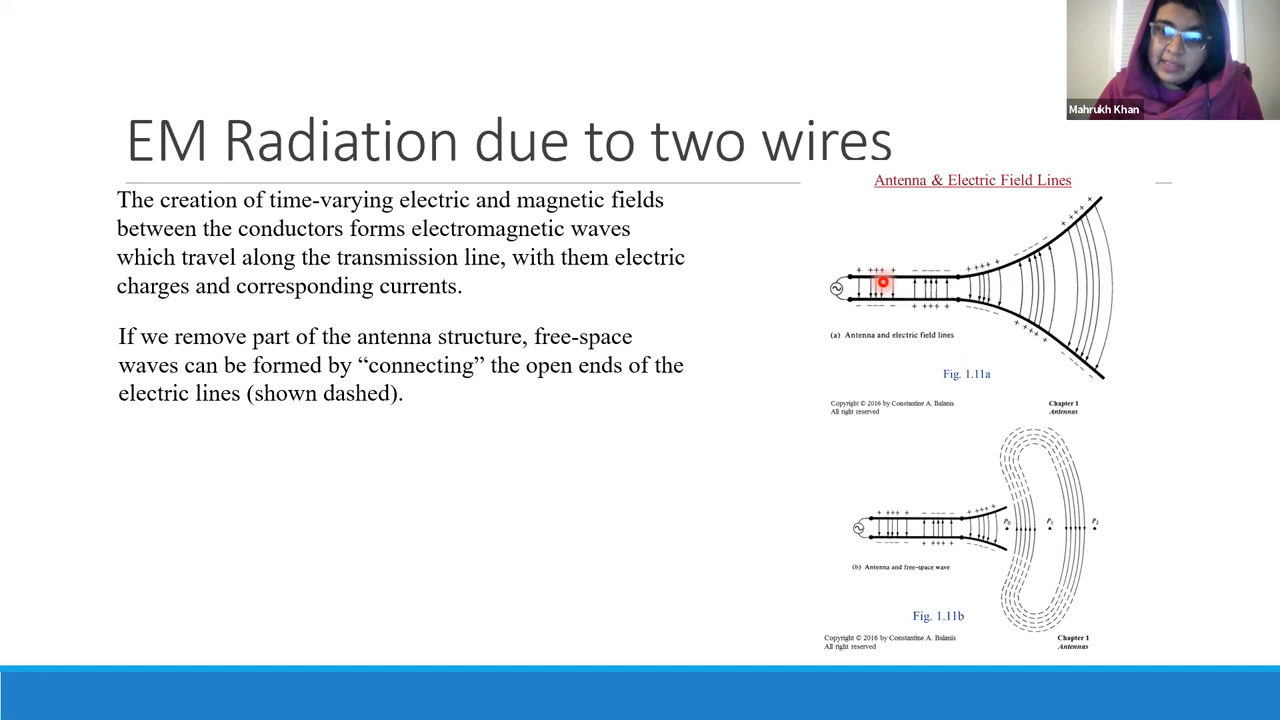 Mahrukh Khan
EM Radiation due to two wires
The creation of time-varying electric and magnetic fields
between the conductors forms electromagnetic waves
which travel along the transmission line, with them electric
charges and corresponding currents.
If we remove part of the antenna structure, free-space
waves can be formed by “connecting” the open ends of the
electric lines (shown dashed).
Antenna & Electric Field Lines
(a) Antenna and electric field lines
Fig. 1.11a
Copyright © 2016 by Constantine A. Balanis
All right reserved
Chapter 1
Antennas
P0
P1
P2
(b) Antenna and free-space wave
Fig. 1.11b
Copyright © 2016 by Constantine A. Balanis
All right reserved
Chapter 1
Antennas